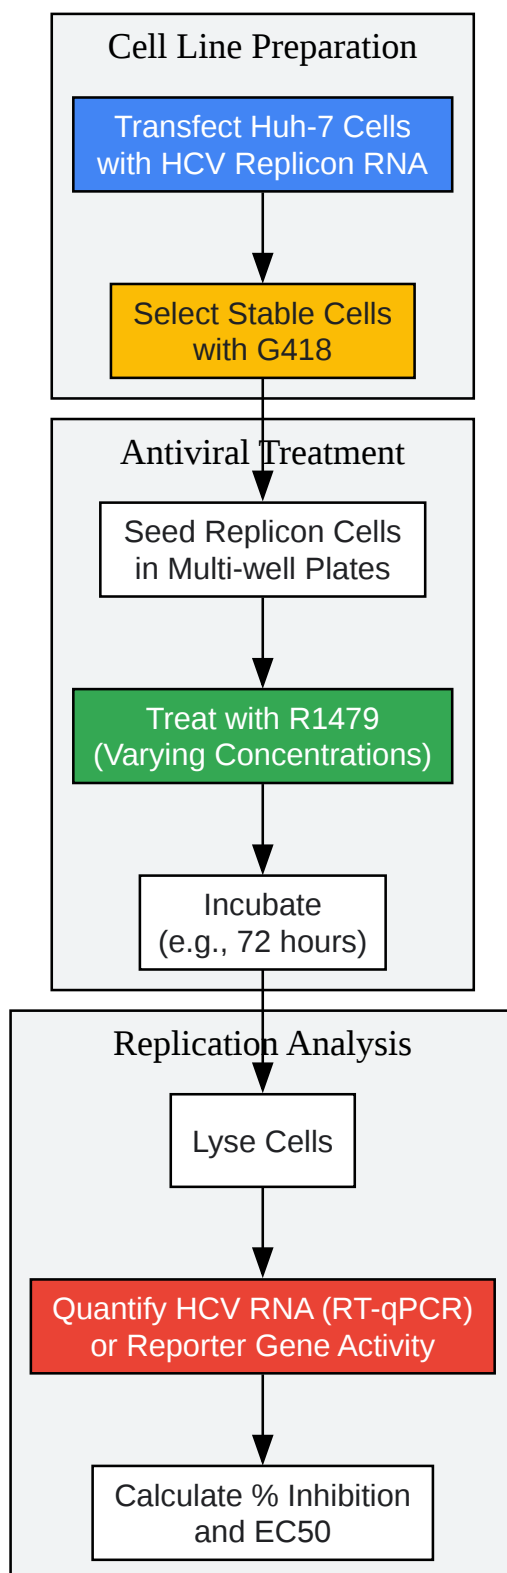 Cell Line Preparation
Transfect Huh-7 Cells
with HCV Replicon RNA
Select Stable Cells
with G418
Antiviral Treatment
Seed Replicon Cells
in Multi-well Plates
Treat with R1479
(Varying Concentrations)
Incubate
(e.g., 72 hours)
Replication Analysis
Lyse Cells
Quantify HCV RNA (RT-qPCR)
or Reporter Gene Activity
Calculate % Inhibition
and EC50